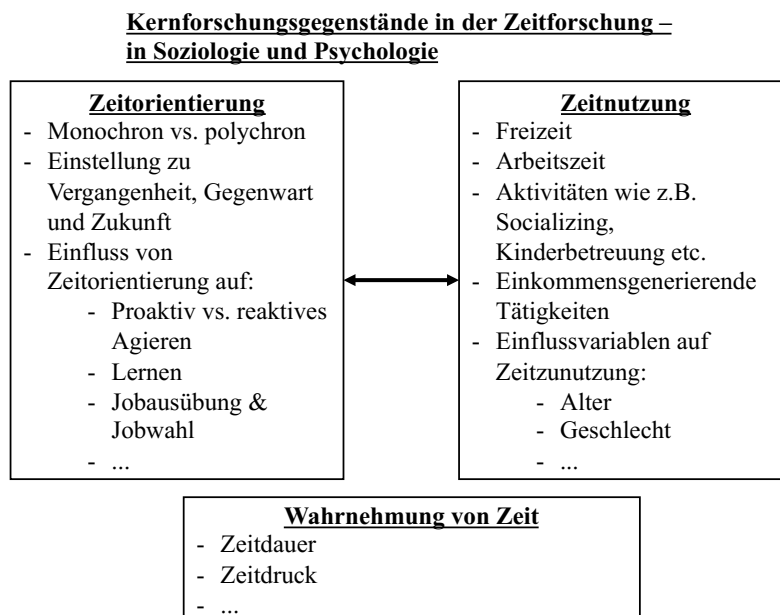 Kernforschungsgegenstände in der Zeitforschung –
in Soziologie und Psychologie
Zeitorientierung
- Monochron vs. polychron
- Einstellung zu
Vergangenheit, Gegenwart
und Zukunft
- Einfluss von
Zeitorientierung auf:
- Proaktiv vs. reaktives
Agieren
- Lernen
- Jobausübung &
Jobwahl
- ...
Zeitnutzung
- Freizeit
- Arbeitszeit
- Aktivitäten wie z.B.
Socializing,
Kinderbetreuung etc.
- Einkommensgenerierende
Tätigkeiten
- Einflussvariablen auf
Zeitzunutzung:
- Alter
- Geschlecht
- ...
Wahrnehmung von Zeit
- Zeitdauer
- Zeitdruck
- ...